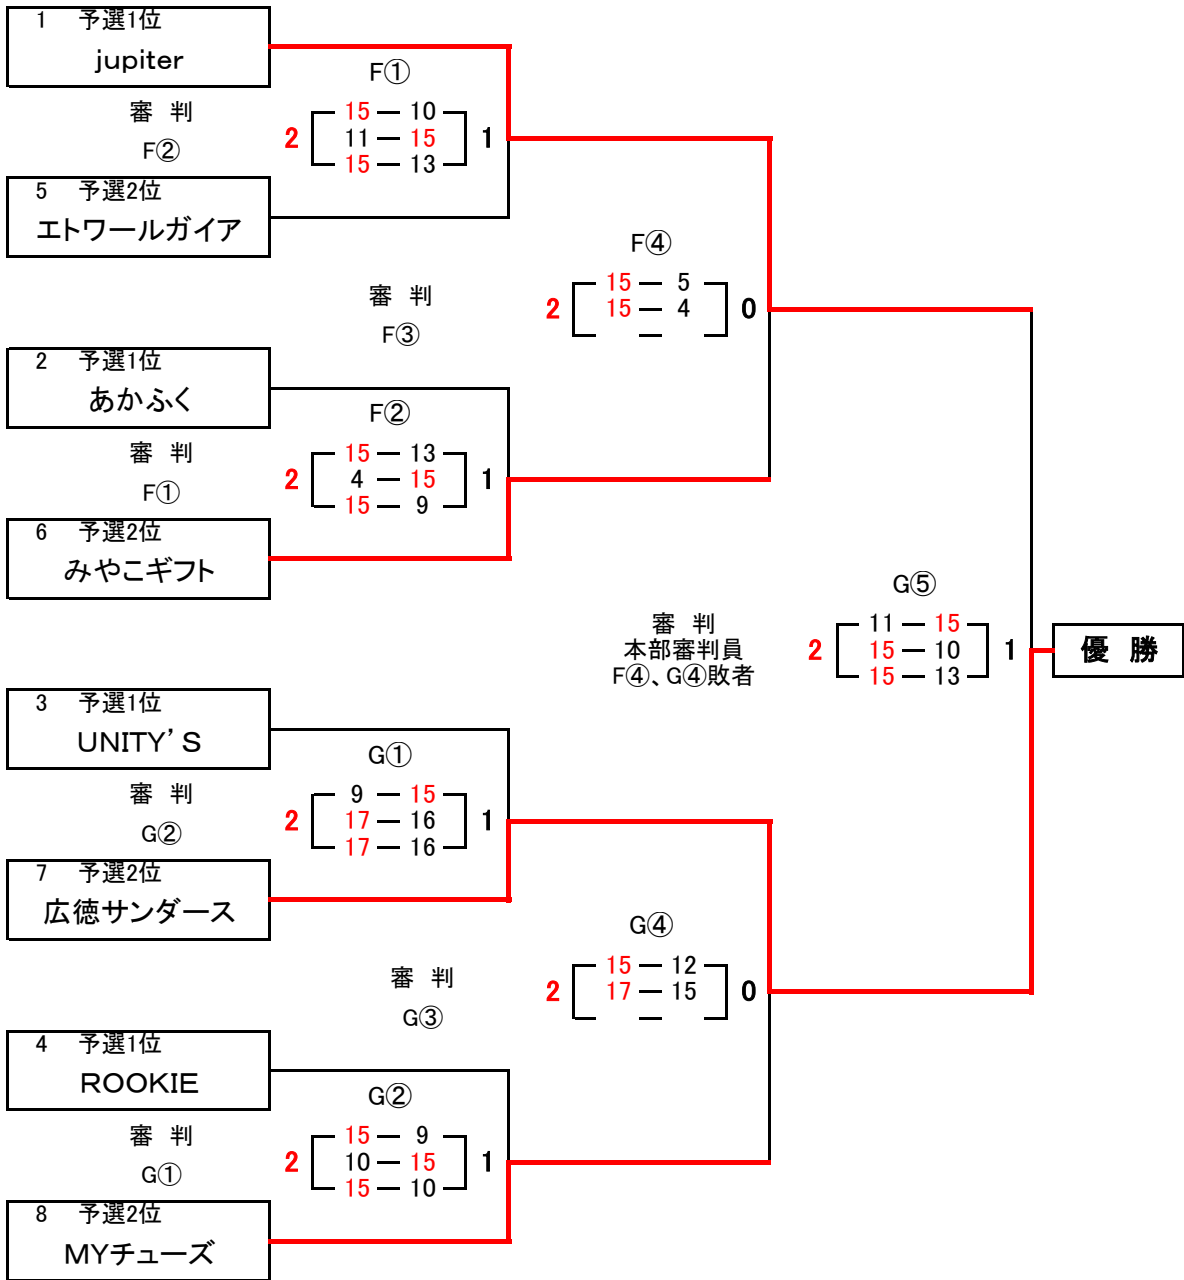 1 予選1位
jupiter
審 判
F②
5 予選2位
エトワールガイア
F①
2 15 — 10 1
11 — 15
15 — 13
審 判
F③
F④
2 15 — 5 0
15 — 4
—
2 予選1位
あかふく
審 判
F①
6 予選2位
みやこギフト
F②
15 — 13
2 4 — 15 1
15 — 9
審 判
本部審判員
F④、G④敗者
G⑤
11 — 15
2 15 — 10 1
15 — 13
優 勝
3 予選1位
UNITY'S
審 判
G②
7 予選2位
広徳サンダース
G①
9 — 15
2 17 — 16 1
17 — 16
審 判
G③
G④
15 — 12
2 17 — 15 0
—
4 予選1位
ROOKIE
審 判
G①
8 予選2位
MYチューズ
G②
15 — 9
2 10 — 15 1
15 — 10